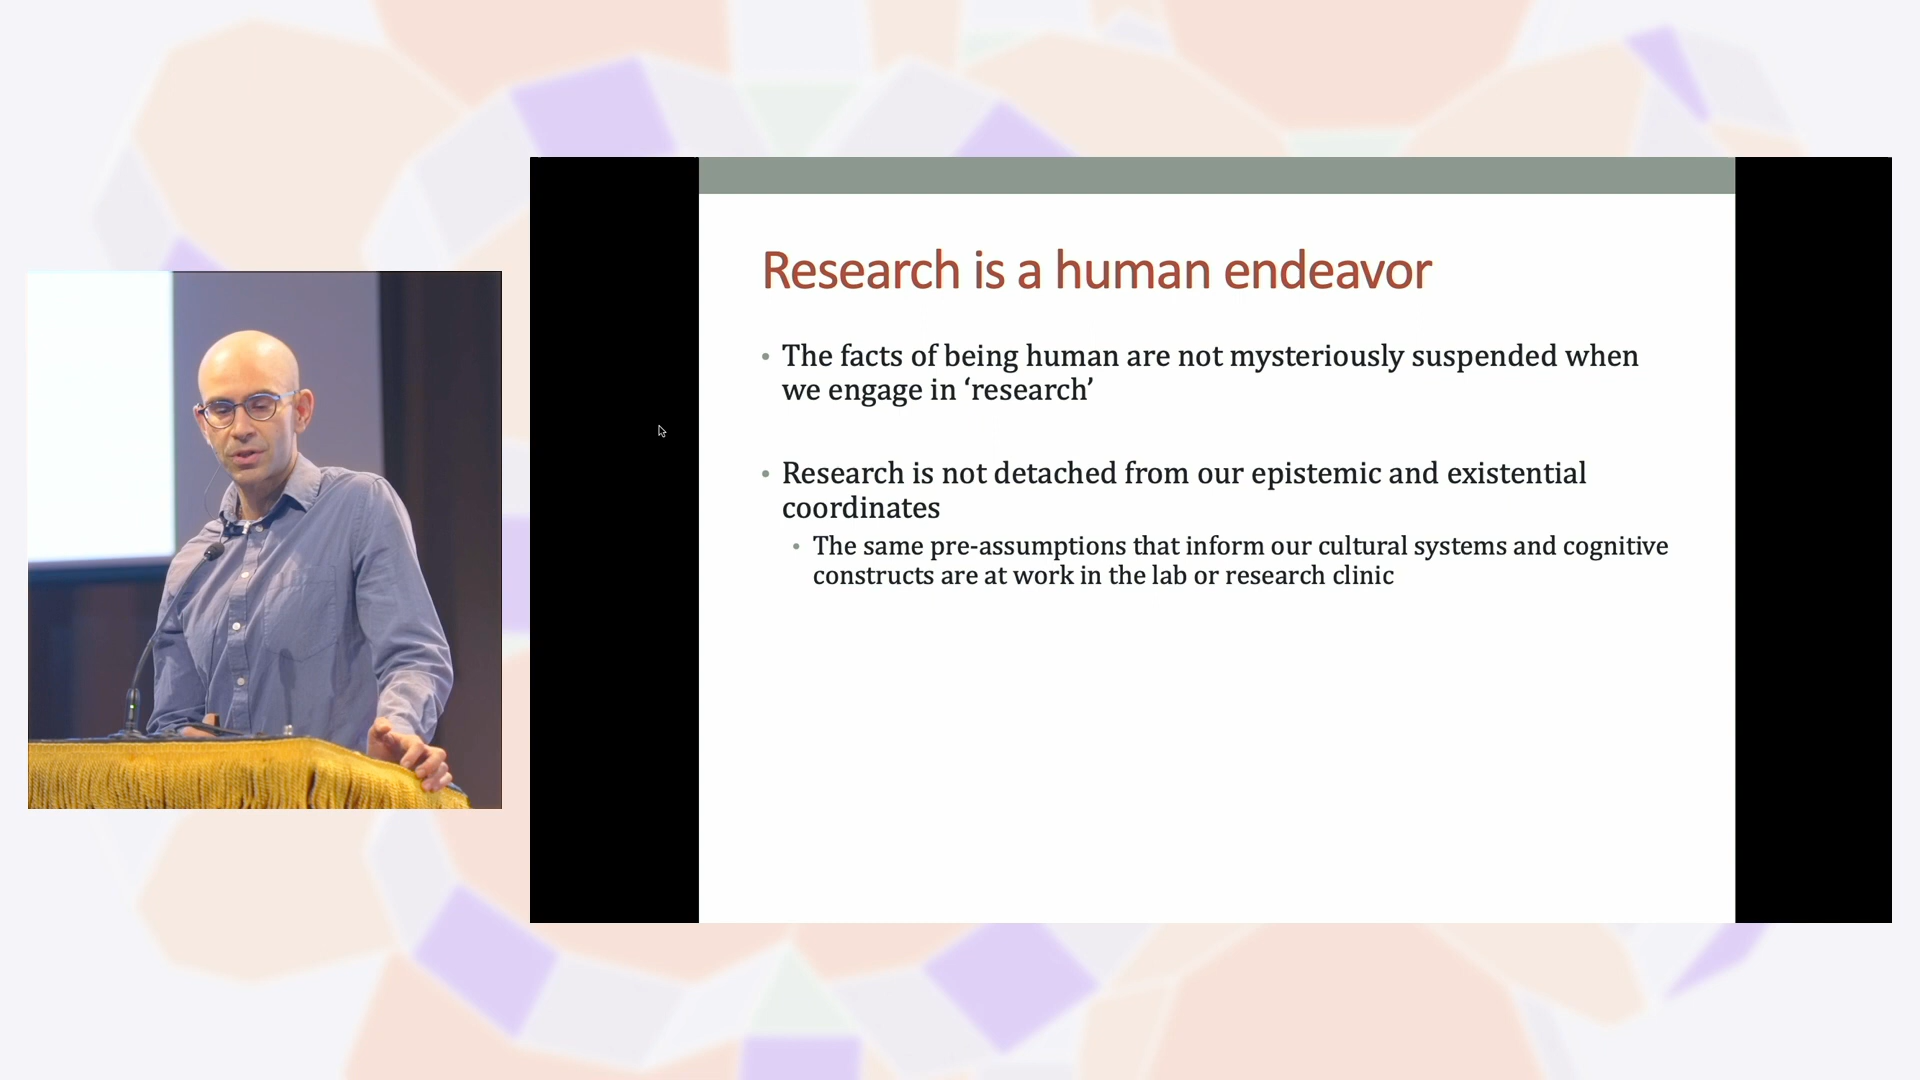 Research is a human endeavor
• The facts of being human are not mysteriously suspended when
we engage in ‘research’
• Research is not detached from our epistemic and existential
coordinates
• The same pre-assumptions that inform our cultural systems and cognitive
constructs are at work in the lab or research clinic